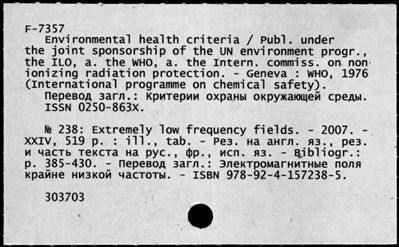 F-7357
Environmental health criteria / Publ. under
the joint sponsorship of the UN environment progr.,
the ILO, a. the WHO, a. the Intern. commiss. on non
ionizing radiation protection. - Geneva : WHO, 1976
(International programme on chemical safety).
Перевод загл.: Критерии охраны окружающей среды.
ISSN 0250-863X.
№ 238: Extremely low frequency fields. - 2007. -
XXIV, 519 p. : ill., tab. - Рез. на англ. яз., рез.
и часть текста на рус., фр., исп. яз. - Bibliogr.:
p. 385-430. - Перевод загл.: Электромагнитные поля
крайне низкой частоты. - ISBN 978-92-4-157238-5.
303703